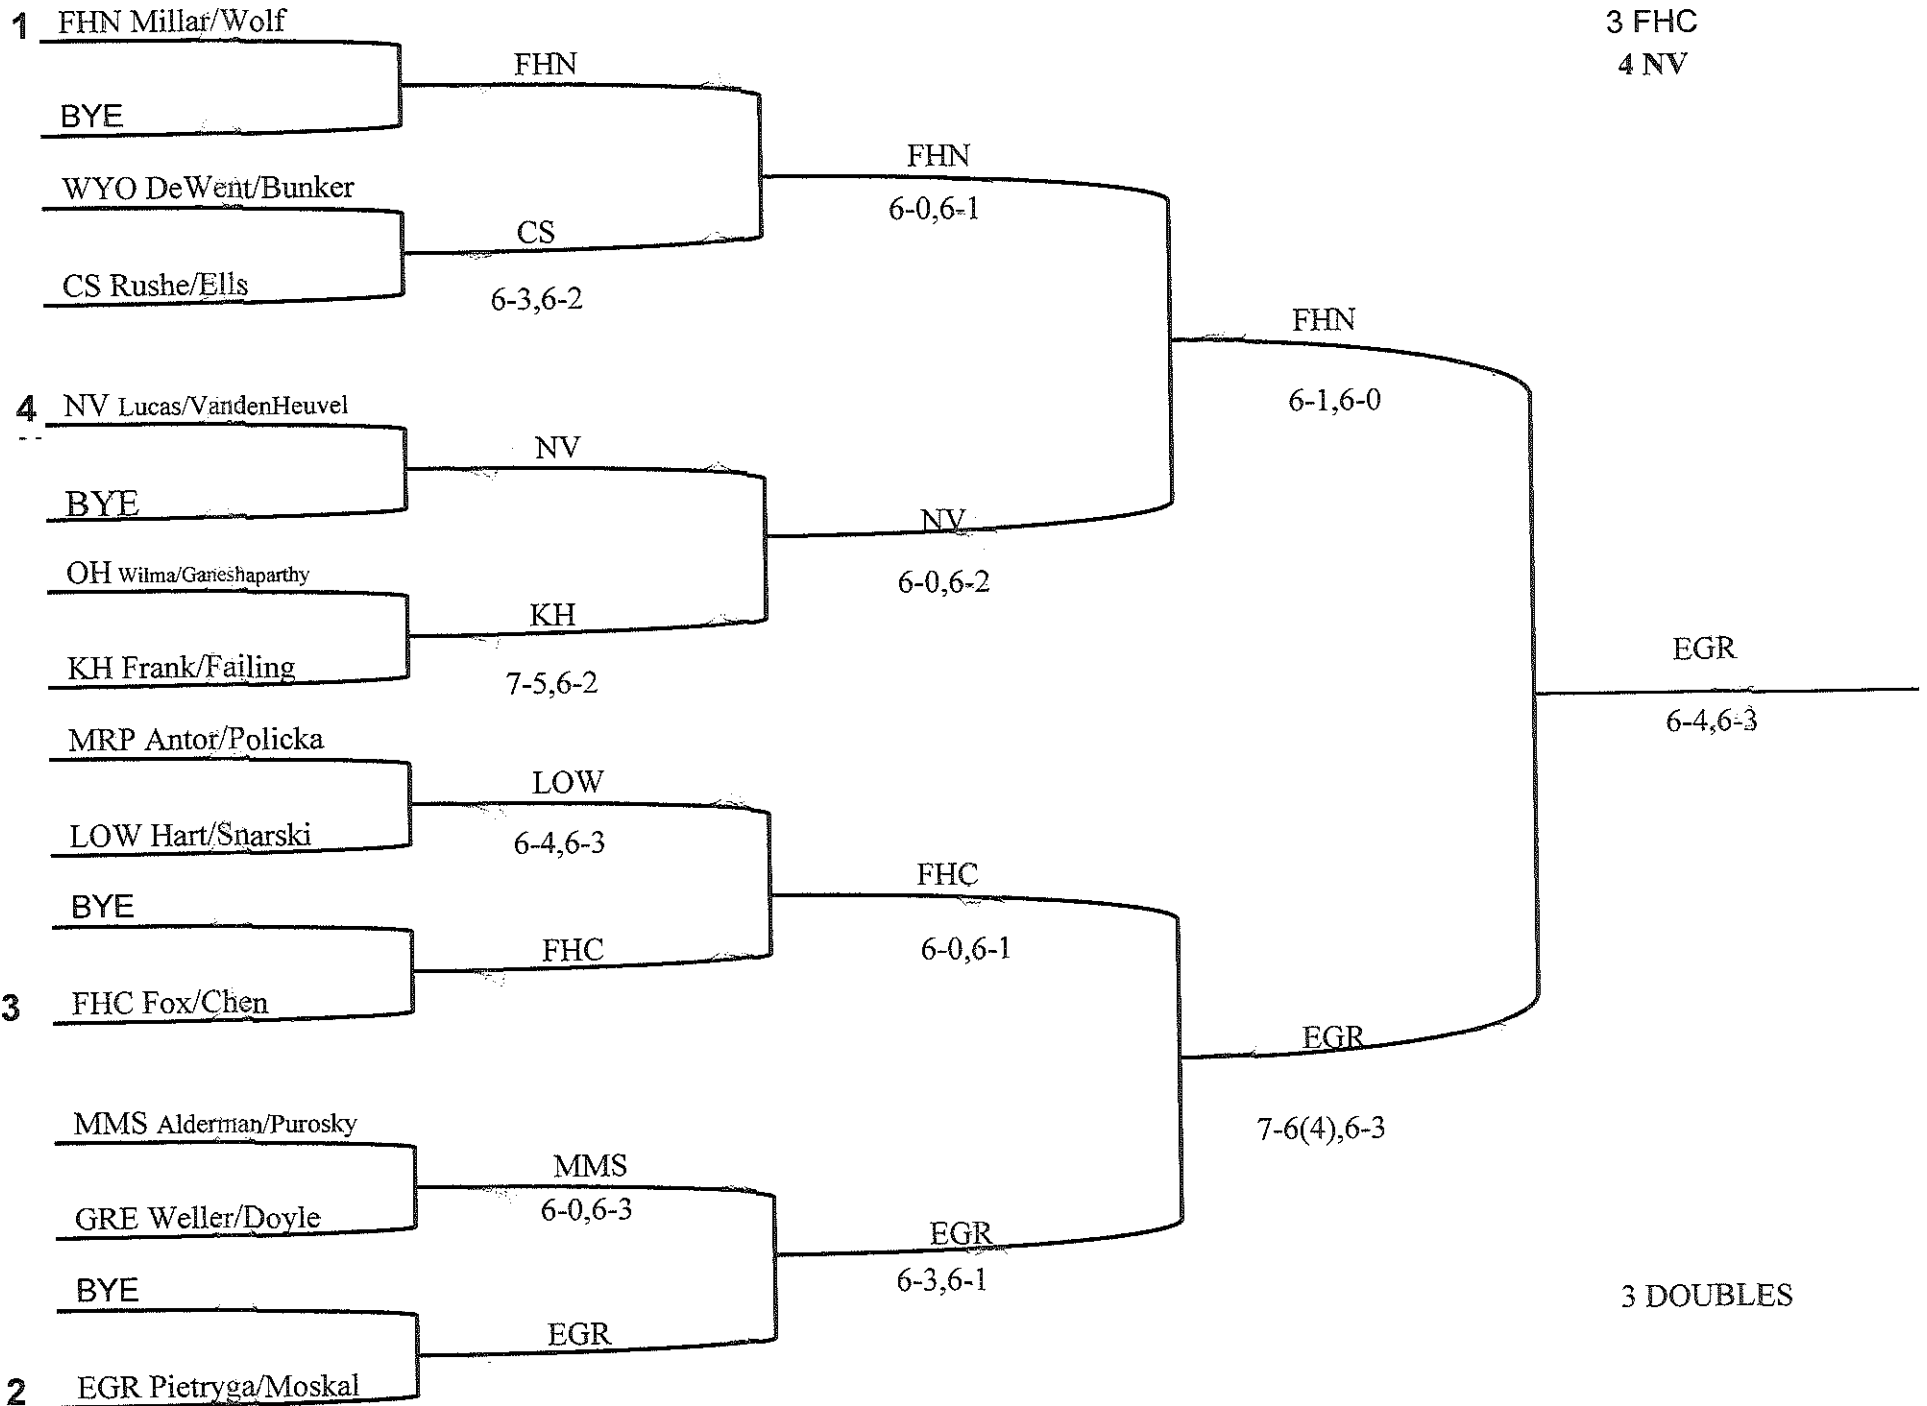 1 FHN Millar/Wolf
3 FHC
4 NV
FHN
BYE
FHN
6-0,6-1
WYO DeWent/Bunker
CS
CS Rushe/Ells
6-3,6-2
FHN
6-1,6-0
4 NV Lucas/VandenHeuvel
NV
BYE
NV
6-0,6-2
OH Wilma/Ganeshaparthy
KH
KH Frank/Failing
7-5,6-2
EGR
6-4,6-3
MRP Antor/Policka
LOW
6-4,6-3
LOW Hart/Snarski
FHC
6-0,6-1
BYE
FHC
3 FHC Fox/Chen
EGR
7-6(4),6-3
MMS Alderman/Purosky
MMS
6-0,6-3
GRE Weller/Doyle
EGR
6-3,6-1
BYE
EGR
2 EGR Pietryga/Moskal
3 DOUBLES